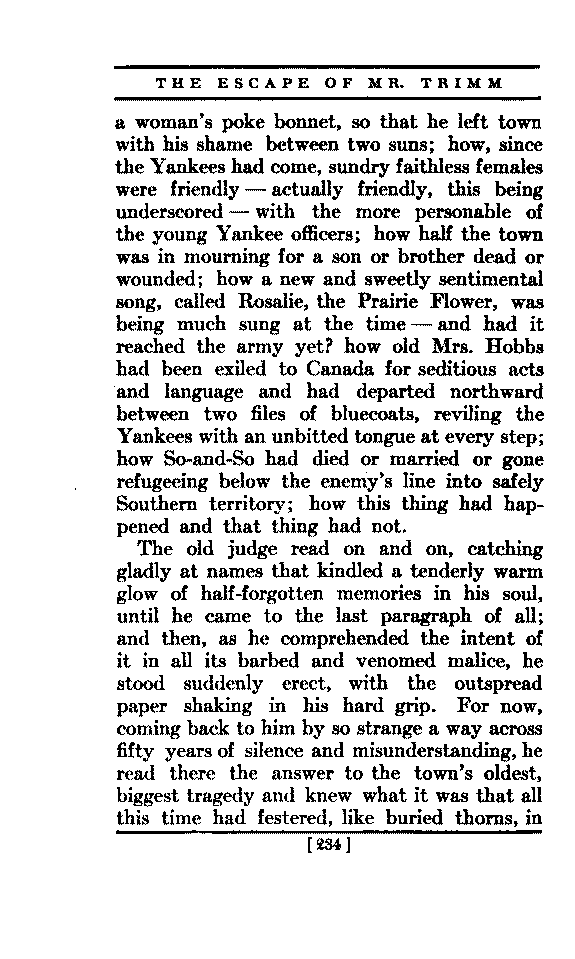 THE ESCAPE OF MR. TRIMM
a woman's poke bonnet, so that he left town
with his shame between two suns; how, since
the Yankees had come, sundry faithless females
were friendly — actually friendly, this being
underscored — with the more personable of
the young Yankee officers; how half the town
was in mourning for a son or brother dead or
wounded; how a new and sweetly sentimental
song, called Rosalie, the Prairie Flower, was
being much sung at the time — and had it
reached the army yet? how old Mrs. Hobbs
had been exiled to Canada for seditious acts
and language and had departed northward
between two files of bluecoats, reviling the
Yankees with an unbitted tongue at every step;
how So-and-So had died or married or gone
refugeeing below the enemy's line into safely
Southern territory; how this thing had hap-
pened and that thing had not.
The old judge read on and on, catching
gladly at names that kindled a tenderly warm
glow of half-forgotten memories in his soul,
until he came to the last paragraph of all;
and then, as he comprehended the intent of
it in all its barbed and venomed malice, he
stood suddenly erect, with the outspread
paper shaking in his hard grip. For now,
coming back to him by so strange a way across
fifty years of silence and misunderstanding, he
read there the answer to the town's oldest,
biggest tragedy and knew what it was that all
this time had festered, like buried thorns, in
[ 234 ]